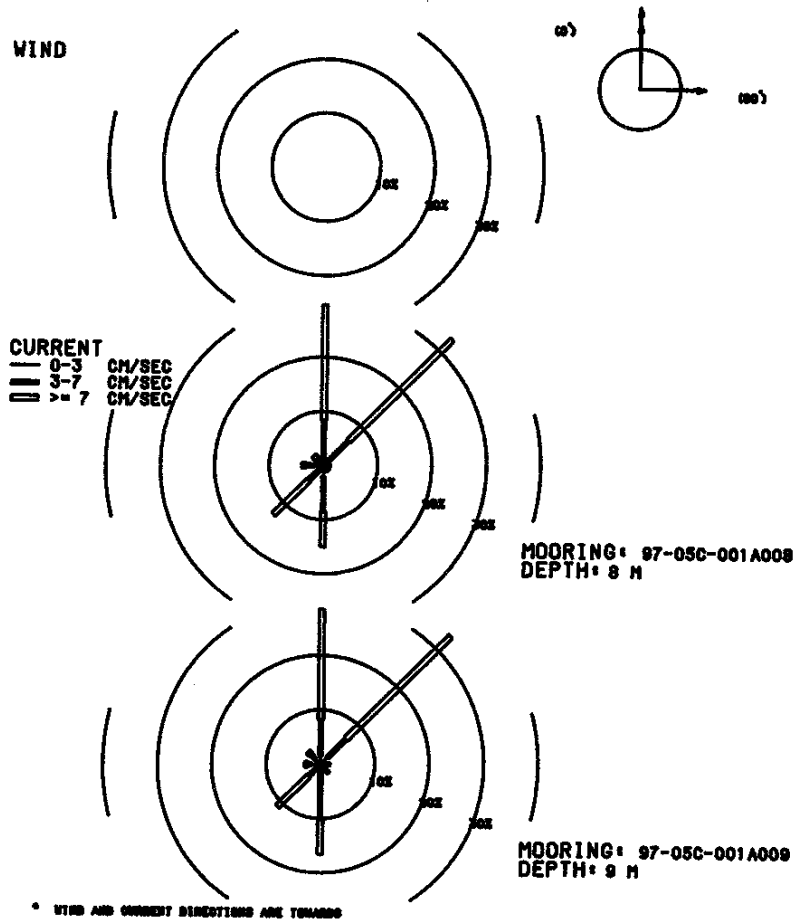 WIND
(0°)
(90°)
10%
20%
30%
CURRENT
0-3 CM/SEC
3-7 CM/SEC
>= 7 CM/SEC
10%
20%
30%
MOORING: 97-05C-001A008
DEPTH: 8 M
10%
20%
30%
MOORING: 97-05C-001A009
DEPTH: 9 M
* WIND AND CURRENT DIRECTIONS ARE TOWARDS